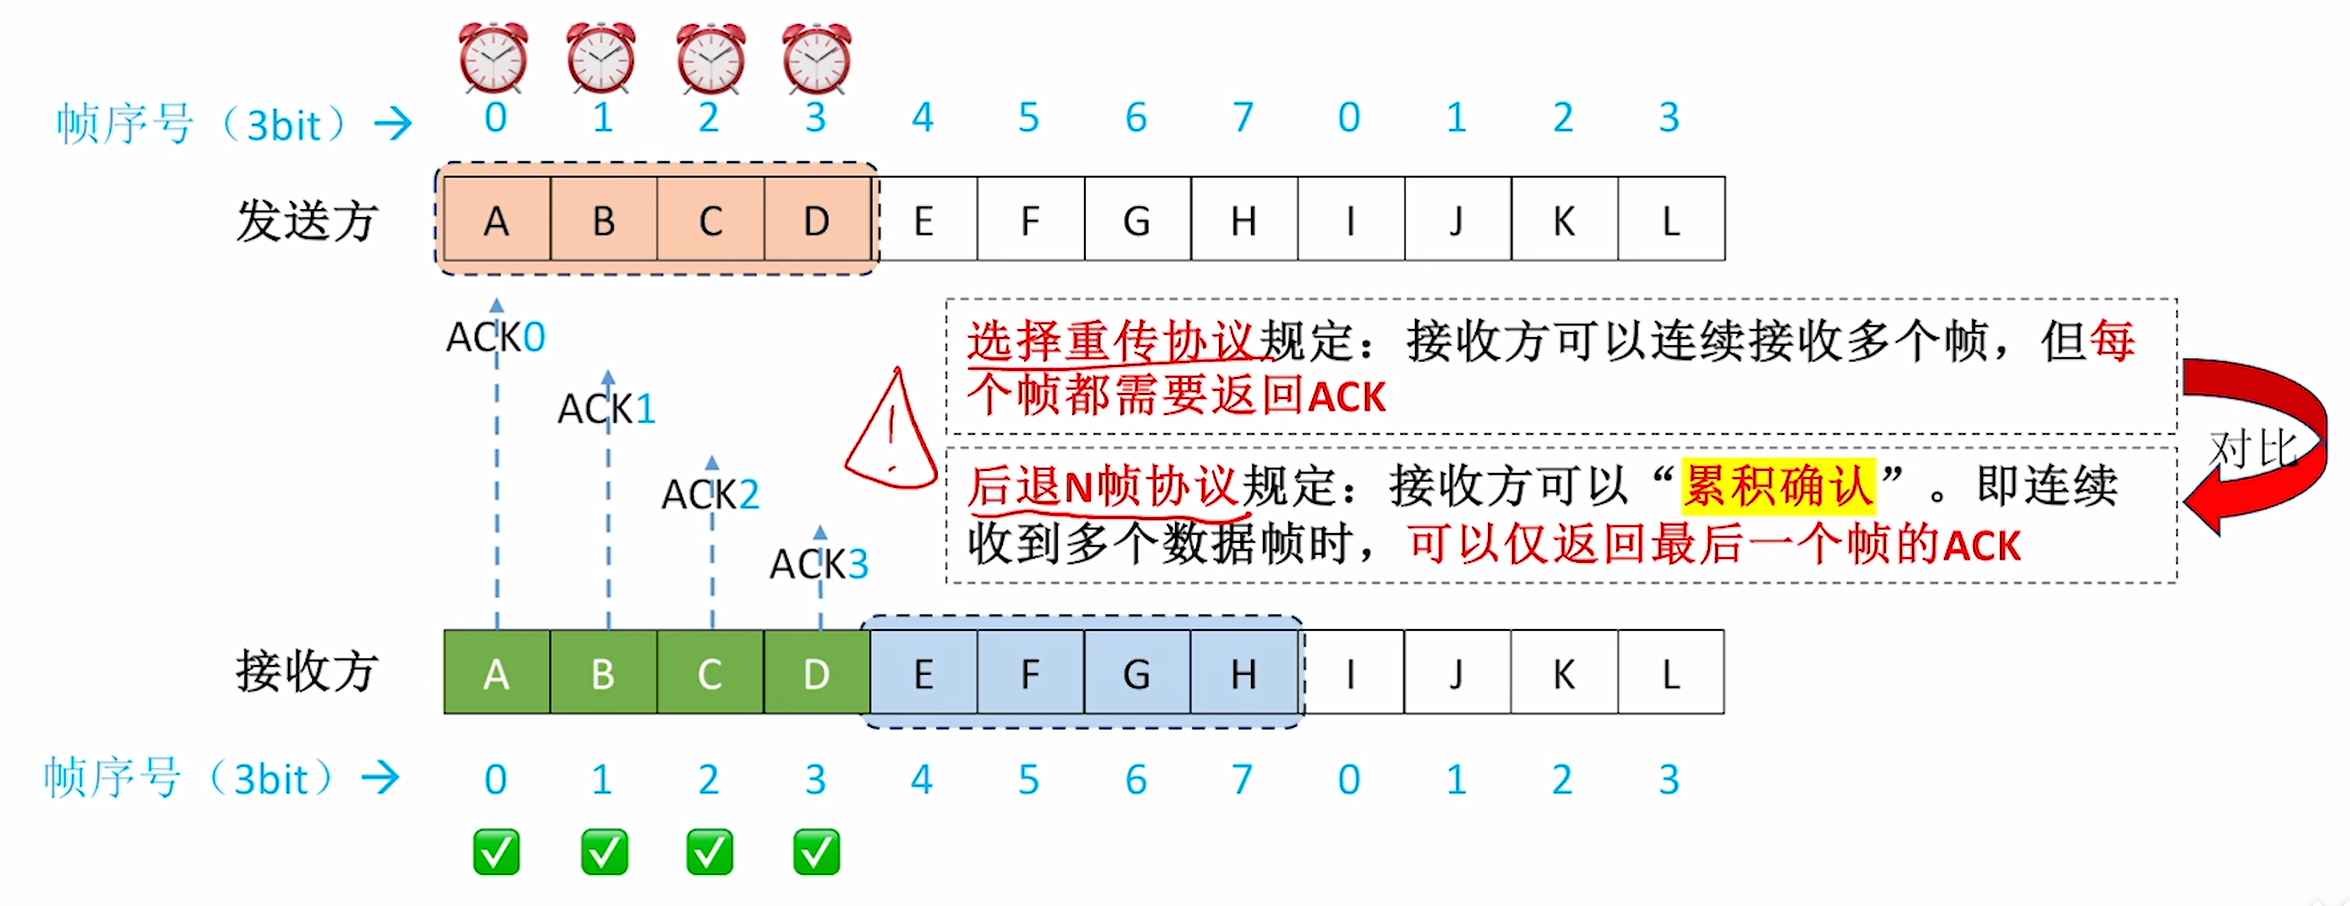 帧序号（3bit）→ 0 1 2 3 4 5 6 7 0 1 2 3
发送方 A B C D E F G H I J K L
ACK0
ACK1
ACK2
ACK3
选择重传协议规定：接收方可以连续接收多个帧，但每
个帧都需要返回ACK
对比
后退N帧协议规定：接收方可以“累积确认”。即连续
收到多个数据帧时，可以仅返回最后一个帧的ACK
接收方 A B C D E F G H I J K L
帧序号（3bit）→ 0 1 2 3 4 5 6 7 0 1 2 3